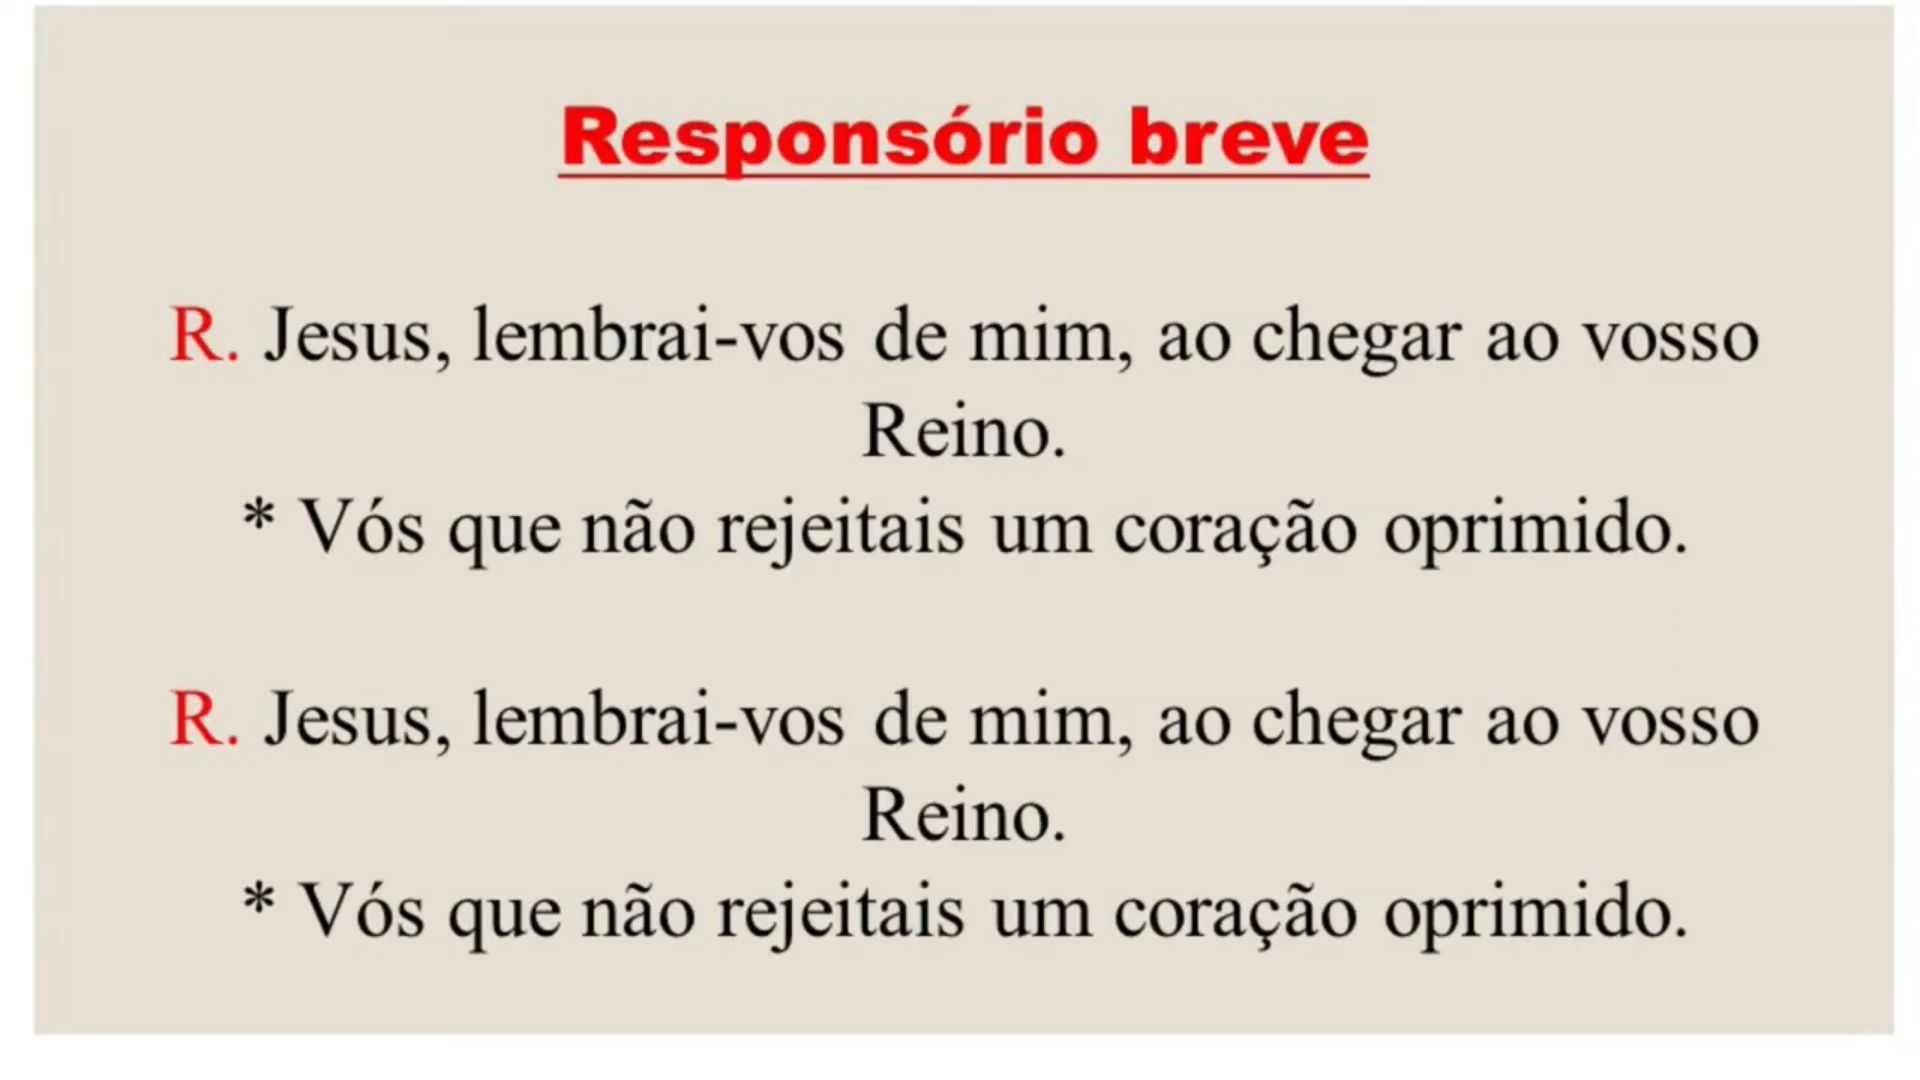 Responsório breve
R. Jesus, lembrai-vos de mim, ao chegar ao vosso
Reino.
* Vós que não rejeitais um coração oprimido.
R. Jesus, lembrai-vos de mim, ao chegar ao vosso
Reino.
* Vós que não rejeitais um coração oprimido.